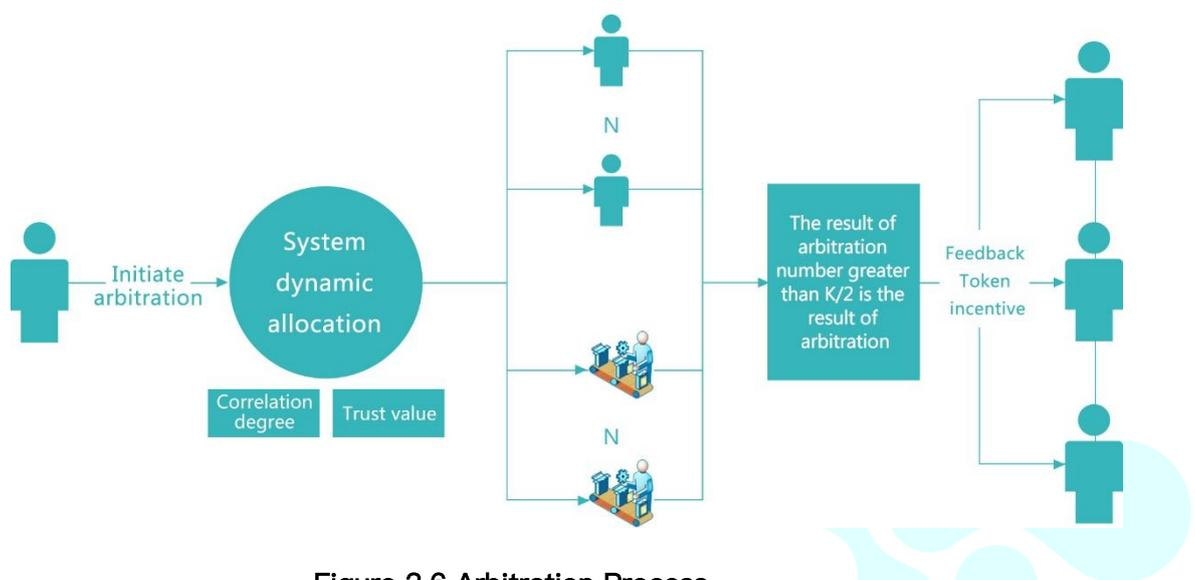 Initiate
arbitration
System
dynamic
allocation
Correlation
degree
Trust value
N
N
The result of
arbitration
number greater
than K/2 is the
result of
arbitration
Feedback
Token
incentive
Figure 2.6 Arbitration Process